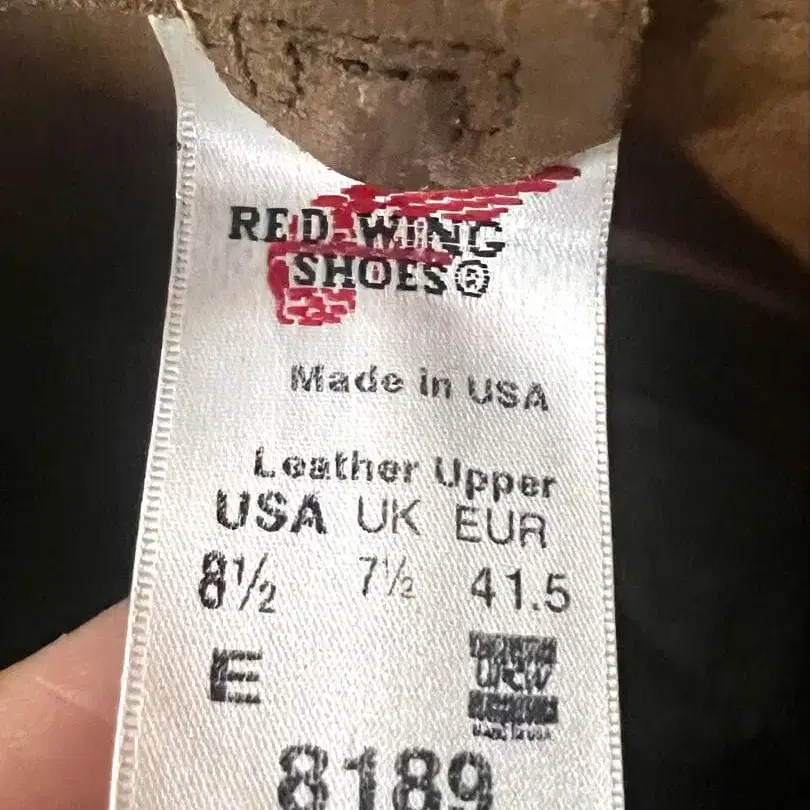 RED WING
SHOES®
Made in USA
Leather Upper
USA UK EUR
8½ 7½ 41.5
E
8189